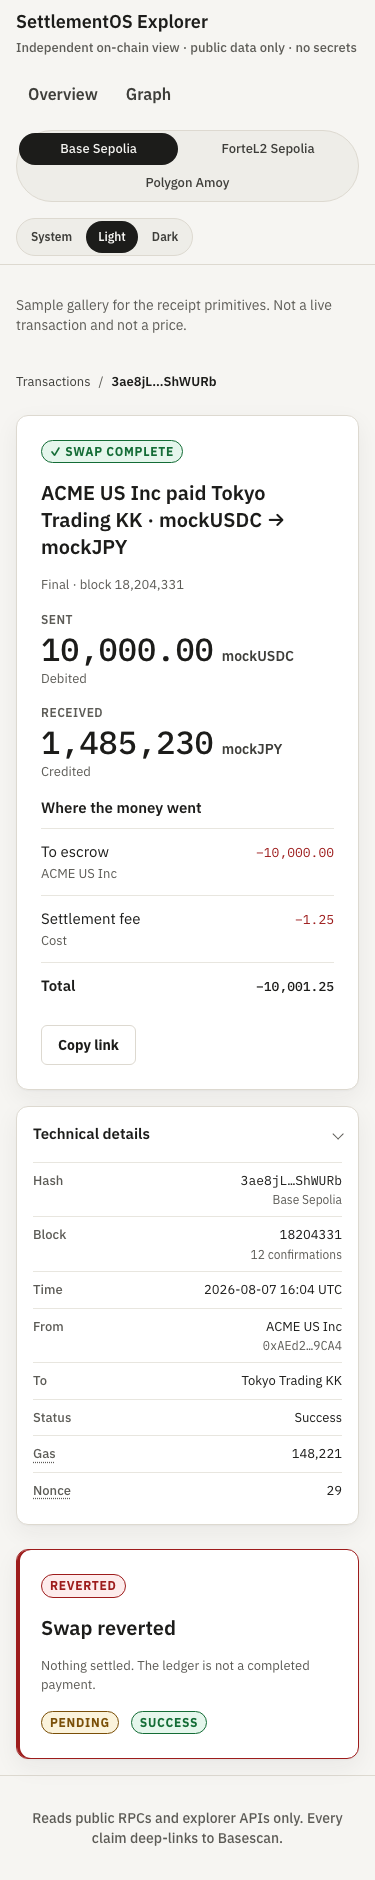 SettlementOS Explorer
Independent on-chain view · public data only · no secrets
Overview Graph
Base Sepolia ForteL2 Sepolia
Polygon Amoy
System Light Dark
Sample gallery for the receipt primitives. Not a live
transaction and not a price.
Transactions / 3ae8jL…ShWURb
✓ SWAP COMPLETE
ACME US Inc paid Tokyo
Trading KK · mockUSDC →
mockJPY
Final · block 18,204,331
SENT
10,000.00 mockUSDC
Debited
RECEIVED
1,485,230 mockJPY
Credited
Where the money went
To escrow −10,000.00
ACME US Inc
Settlement fee −1.25
Cost
Total −10,001.25
Copy link
Technical details
Hash 3ae8jL…ShWURb
Base Sepolia
Block 18204331
12 confirmations
Time 2026-08-07 16:04 UTC
From ACME US Inc
0xAEd2…9CA4
To Tokyo Trading KK
Status Success
Gas 148,221
Nonce 29
REVERTED
Swap reverted
Nothing settled. The ledger is not a completed
payment.
PENDING SUCCESS
Reads public RPCs and explorer APIs only. Every
claim deep-links to Basescan.